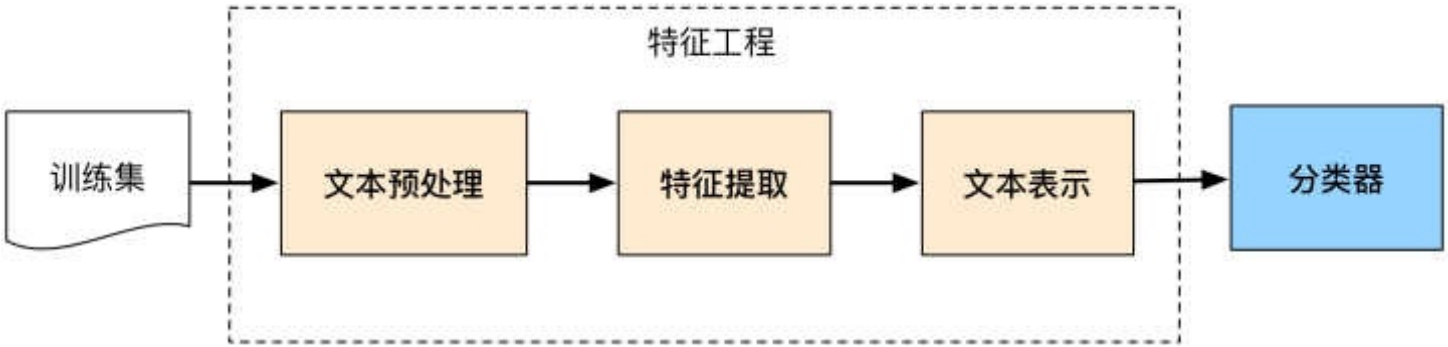 特征工程
训练集
文本预处理
特征提取
文本表示
分类器